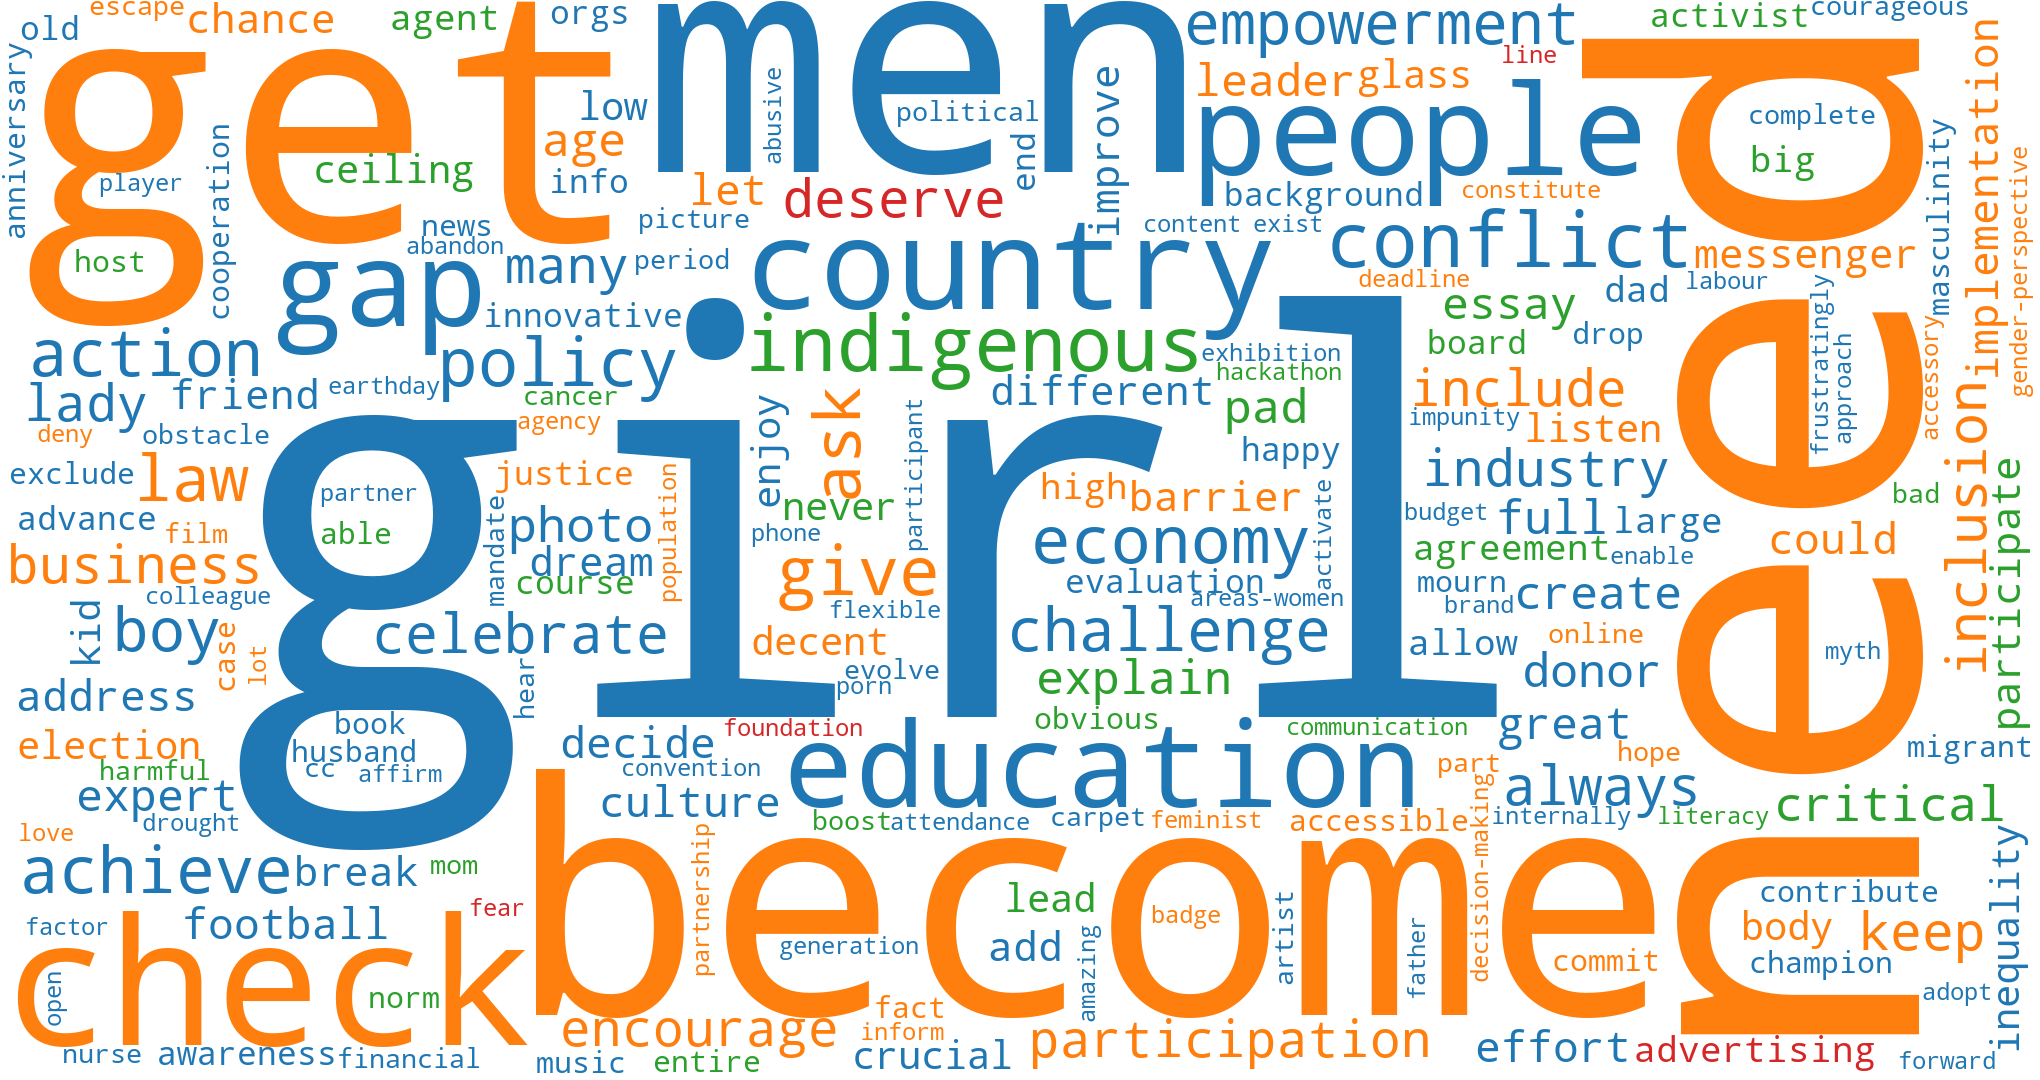 escape
chance
agent
orgs
men
empowerment
activist
courageous
old
get
line
leader
glass
low
abusive
political
improve
people
need
complete
implementation
anniversary
cooperation
ceiling
age
info
end
big
masculinity
gender-perspective
player
let
deserve
background
constitute
news
picture
content
exist
conflict
messenger
host
abandon
gap
many
period
country
deadline
dad
labour
essay
innovative
action
policy
indigenous
exhibition
board
drop
frustratingly
approach
accessory
lady
friend
earthday
cancer
different
hackathon
include
deny
obstacle
agency
enjoy
ask
participant
pad
impunity
listen
inclusion
exclude
law
partner
justice
population
happy
industry
participate
girl
high
barrier
activate
bad
advance
film
able
mandate
photo
never
phone
economy
budget
full
large
could
business
dream
course
give
evaluation
agreement
enable
colleague
flexible
areas-women
mourn
brand
create
kid
boy
case
lot
celebrate
decent
challenge
allow
online
myth
address
hear
evolve
porn
explain
donor
book
foundation
obvious
communication
great
election
husband
decide
hope
migrant
harmful
cc
affirm
convention
education
part
always
expert
drought
culture
decision-making
critical
love
boost
attendance
carpet
feminist
accessible
internally
literacy
achieve
break
mom
become
partnership
inequality
fear
lead
badge
artist
father
contribute
factor
football
generation
add
amazing
body
keep
check
open
norm
commit
champion
adopt
fact
encourage
inform
participation
nurse
awareness
financial
music
entire
crucial
effort
advertising
forward